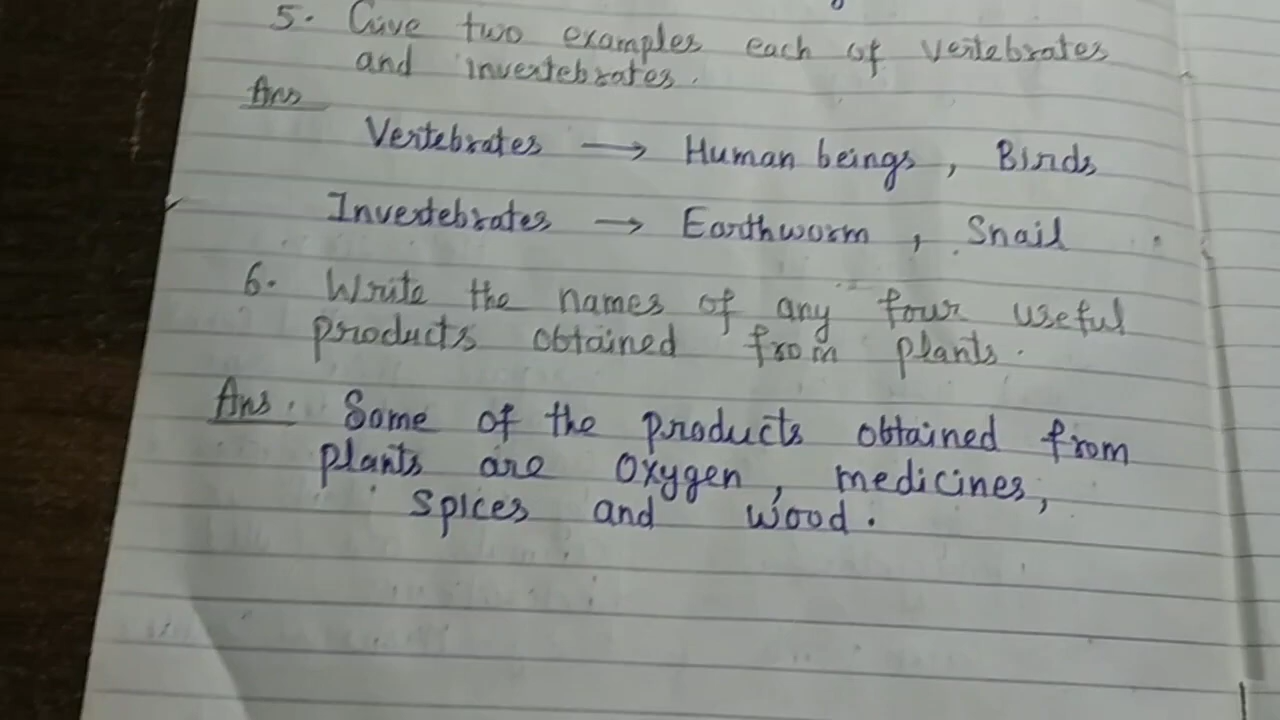 5. Give two examples each of vertebrates
and invertebrates.
Ans
Vertebrates → Human beings, Birds
Invertebrates → Earthworm, Snail
6. Write the names of any four useful
products obtained from plants.
Ans. Some of the products obtained from
plants are oxygen, medicines,
spices and wood.